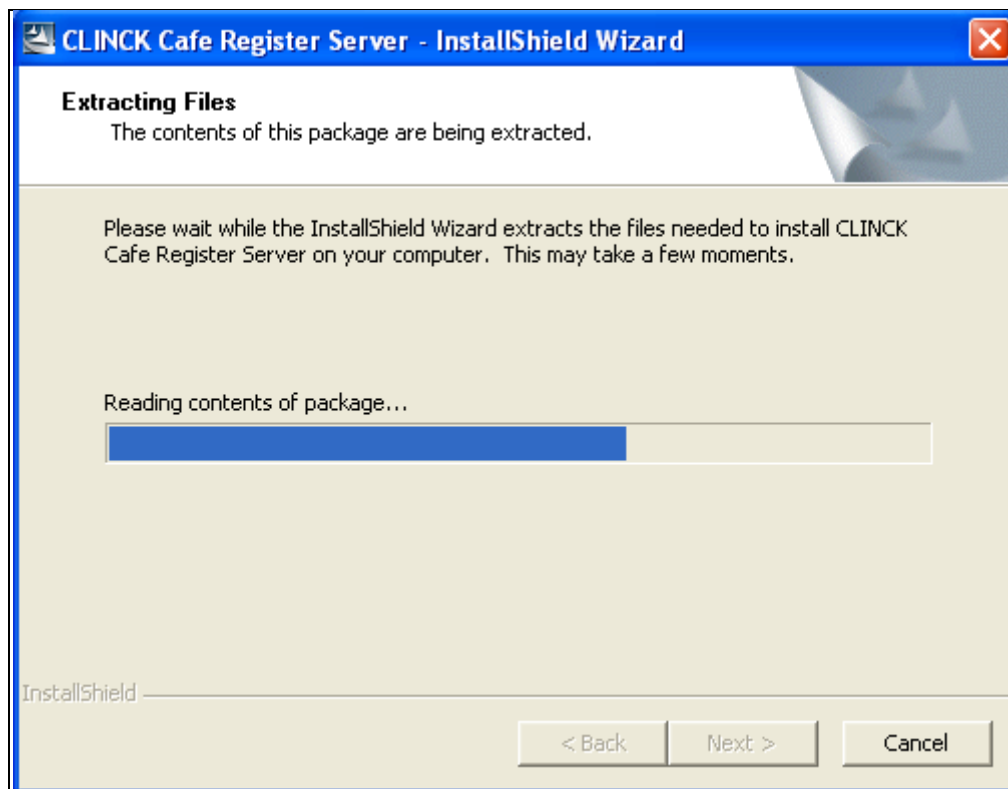 CLINCK Cafe Register Server - InstallShield Wizard
Extracting Files
The contents of this package are being extracted.
Please wait while the InstallShield Wizard extracts the files needed to install CLINCK
Cafe Register Server on your computer.  This may take a few moments.
Reading contents of package...
InstallShield
< Back
Next >
Cancel